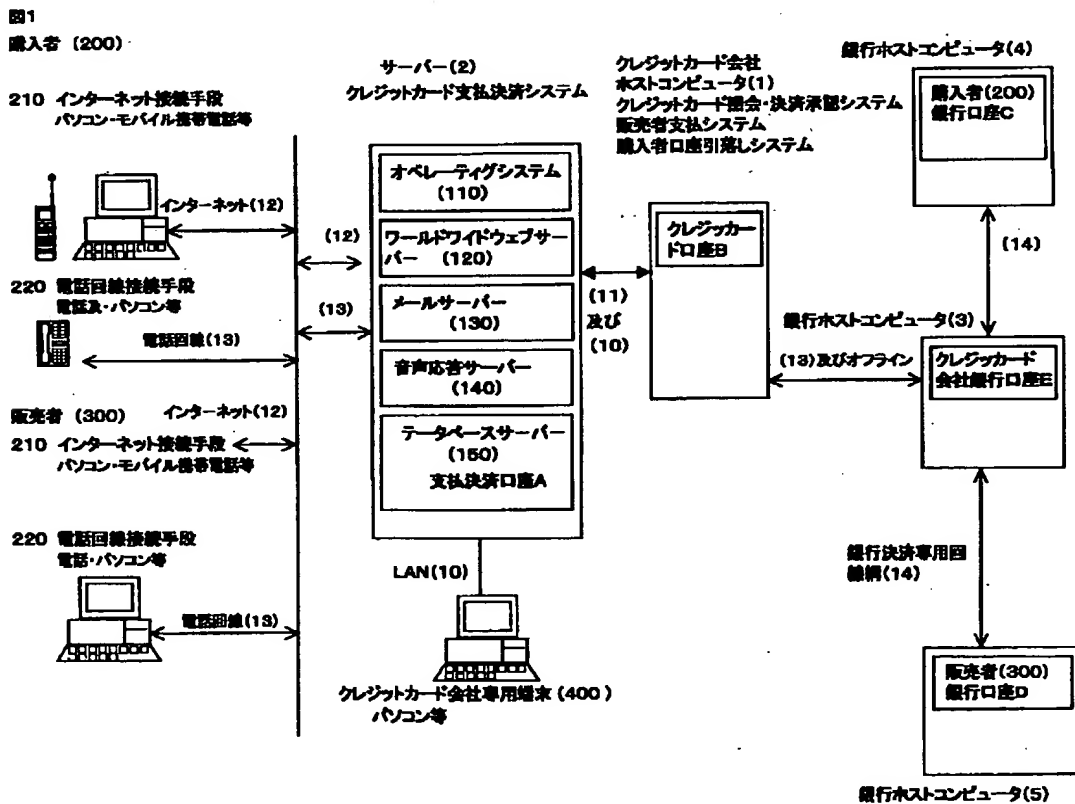 図1
購入者 (200)
210 インターネット接続手段
パソコン・モバイル携帯電話等
インターネット(12)
220 電話回線接続手段
電話及・パソコン等
電話回線(13)
販売者 (300)
インターネット(12)
210 インターネット接続手段
パソコン・モバイル携帯電話等
220 電話回線接続手段
電話・パソコン等
電話回線(13)
サーバー(2)
クレジットカード支払決済システム
(12)
(13)
オペレーティグシステム
(110)
ワールドワイドウェブサー
バー (120)
メールサーバー
(130)
音声応答サーバー
(140)
データベースサーバー
(150)
支払決済口座A
LAN(10)
クレジットカード会社専用端末 (400)
パソコン等
クレジットカード会社
ホストコンピュータ(1)
クレジットカード照会・決済承認システム
販売者支払システム
購入者口座引落しシステム
(11)
及び
(10)
クレジッカー
ド口座B
銀行ホストコンピュータ(4)
購入者(200)
銀行口座C
(14)
銀行ホストコンピュータ(3)
(13)及びオフライン
クレジッカード
会社銀行口座E
銀行決済専用回
線網(14)
販売者(300)
銀行口座D
銀行ホストコンピュータ(5)